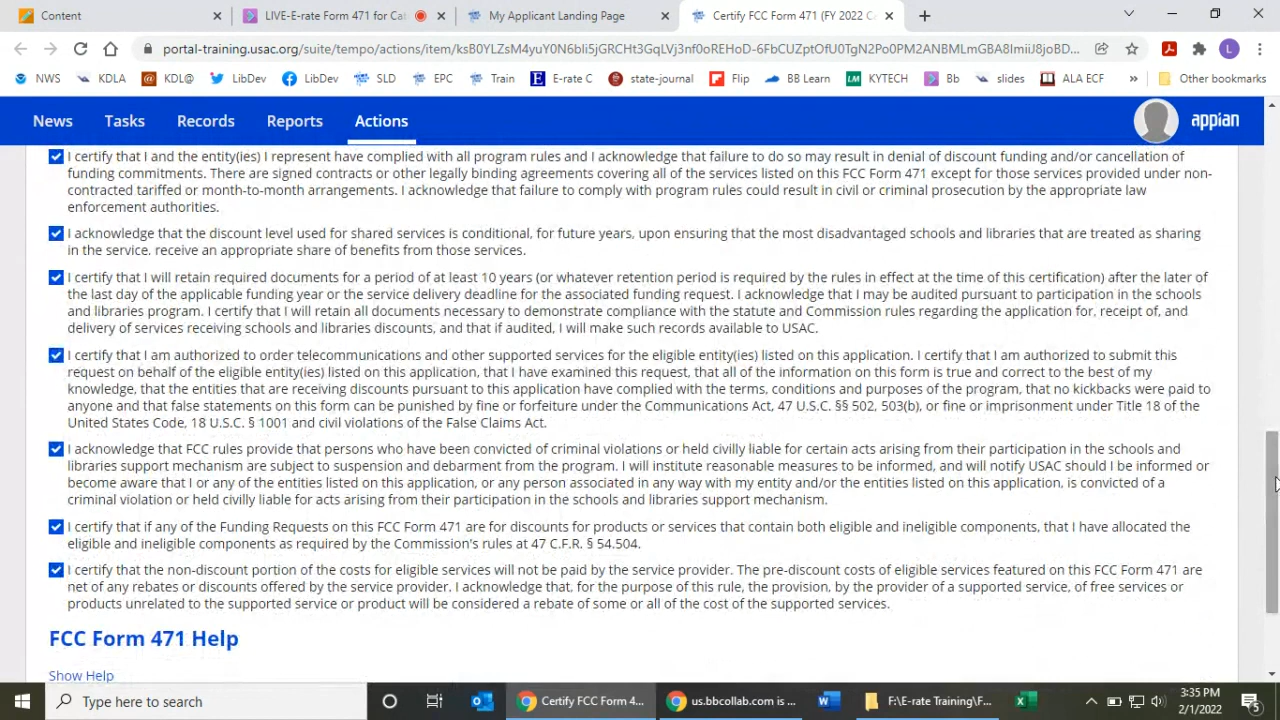 Content
LIVE-E-rate Form 471 for Cat
My Applicant Landing Page
Certify FCC Form 471 (FY 2022 C
portal-training.usac.org/suite/tempo/actions/item/ksB0YLZsM4yuY0N6bli5jGRCHt3GqLVj3nf0oREHoD-6FbCUZptOfU0TgN2Po0PM2ANBMLmGBA8ImiiJ8joBD...
L
NWS
KDLA
KDL@
LibDev
LibDev
SLD
EPC
Train
E-rate C
state-journal
Flip
BB Learn
KYTECH
Bb
slides
ALA ECF
»
Other bookmarks
News
Tasks
Records
Reports
Actions
appian
I certify that I and the entity(ies) I represent have complied with all program rules and I acknowledge that failure to do so may result in denial of discount funding and/or cancellation of
funding commitments. There are signed contracts or other legally binding agreements covering all of the services listed on this FCC Form 471 except for those services provided under non-
contracted tariffed or month-to-month arrangements. I acknowledge that failure to comply with program rules could result in civil or criminal prosecution by the appropriate law
enforcement authorities.
I acknowledge that the discount level used for shared services is conditional, for future years, upon ensuring that the most disadvantaged schools and libraries that are treated as sharing
in the service. receive an appropriate share of benefits from those services.
I certify that I will retain required documents for a period of at least 10 years (or whatever retention period is required by the rules in effect at the time of this certification) after the later of
the last day of the applicable funding year or the service delivery deadline for the associated funding request. I acknowledge that I may be audited pursuant to participation in the schools
and libraries program. I certify that I will retain all documents necessary to demonstrate compliance with the statute and Commission rules regarding the application for, receipt of, and
delivery of services receiving schools and libraries discounts, and that if audited, I will make such records available to USAC.
I certify that I am authorized to order telecommunications and other supported services for the eligible entity(ies) listed on this application. I certify that I am authorized to submit this
request on behalf of the eligible entity(ies) listed on this application, that I have examined this request, that all of the information on this form is true and correct to the best of my
knowledge, that the entities that are receiving discounts pursuant to this application have complied with the terms, conditions and purposes of the program, that no kickbacks were paid to
anyone and that false statements on this form can be punished by fine or forfeiture under the Communications Act, 47 U.S.C. §§ 502, 503(b), or fine or imprisonment under Title 18 of the
United States Code, 18 U.S.C. § 1001 and civil violations of the False Claims Act.
I acknowledge that FCC rules provide that persons who have been convicted of criminal violations or held civilly liable for certain acts arising from their participation in the schools and
libraries support mechanism are subject to suspension and debarment from the program. I will institute reasonable measures to be informed, and will notify USAC should I be informed or
become aware that I or any of the entities listed on this application, or any person associated in any way with my entity and/or the entities listed on this application, is convicted of a
criminal violation or held civilly liable for acts arising from their participation in the schools and libraries support mechanism.
I certify that if any of the Funding Requests on this FCC Form 471 are for discounts for products or services that contain both eligible and ineligible components, that I have allocated the
eligible and ineligible components as required by the Commission's rules at 47 C.F.R. § 54.504.
I certify that the non-discount portion of the costs for eligible services will not be paid by the service provider. The pre-discount costs of eligible services featured on this FCC Form 471 are
net of any rebates or discounts offered by the service provider. I acknowledge that, for the purpose of this rule, the provision, by the provider of a supported service, of free services or
products unrelated to the supported service or product will be considered a rebate of some or all of the cost of the supported services.
FCC Form 471 Help
Show Help
Type here to search
Certify FCC Form 4...
us.bbcollab.com is ...
F:\E-rate Training\F...
3:35 PM
2/1/2022
5